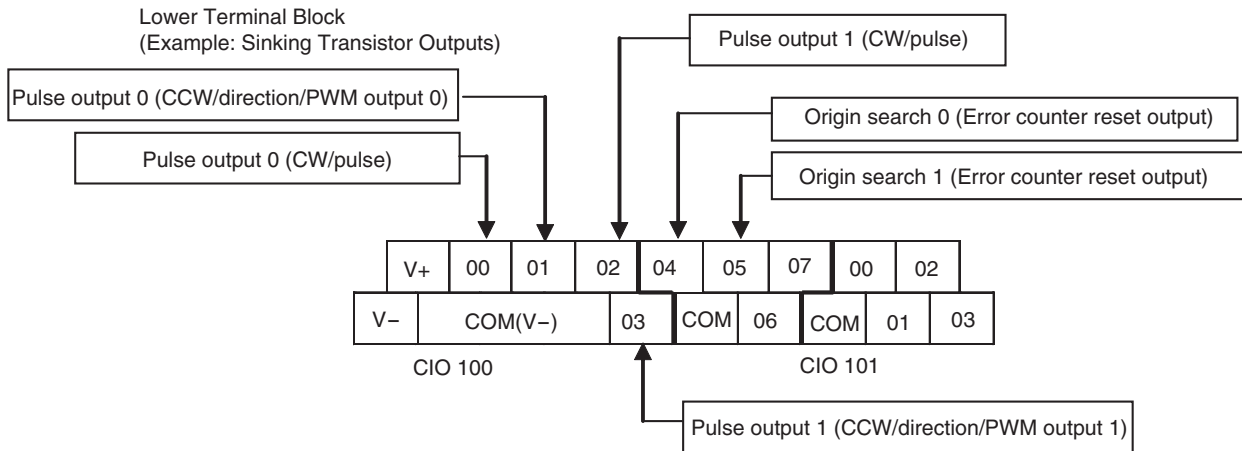 Lower Terminal Block
(Example: Sinking Transistor Outputs)
Pulse output 1 (CW/pulse)
Pulse output 0 (CCW/direction/PWM output 0)
Origin search 0 (Error counter reset output)
Pulse output 0 (CW/pulse)
Origin search 1 (Error counter reset output)
V+ 00 01 02 04 05 07 00 02
V− COM(V−) 03 COM 06 COM 01 03
CIO 100 CIO 101
Pulse output 1 (CCW/direction/PWM output 1)